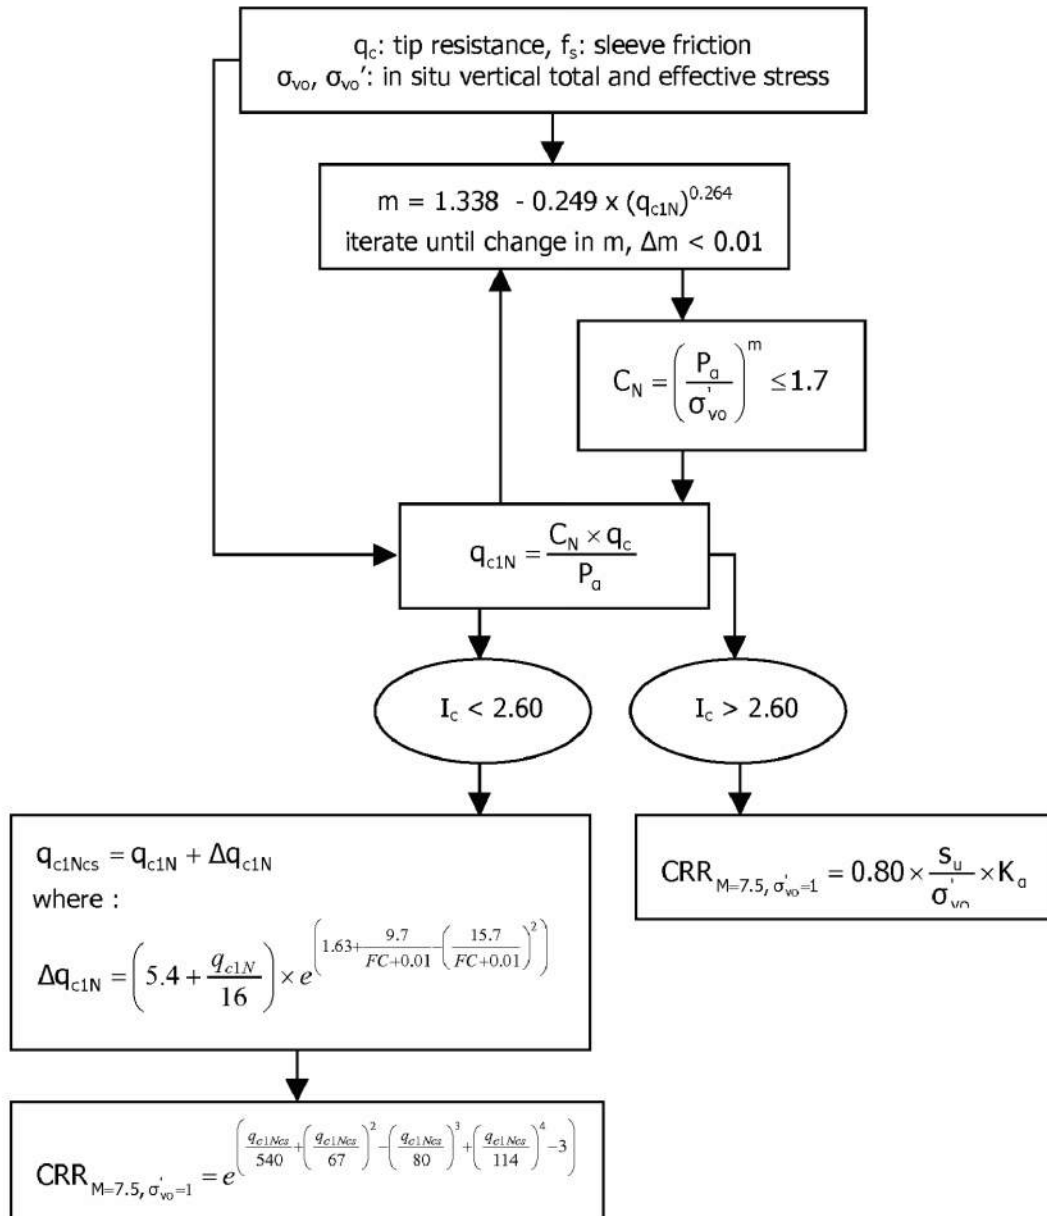 q_c: tip resistance, f_s: sleeve friction
σ_vo, σ_vo': in situ vertical total and effective stress
m = 1.338 - 0.249 x (q_c1N)^0.264
iterate until change in m, Δm < 0.01
C_N = (P_a / σ'_vo)^m ≤ 1.7
q_c1N = (C_N × q_c) / P_a
I_c < 2.60
I_c > 2.60
q_c1Ncs = q_c1N + Δq_c1N
where :
Δq_c1N = (5.4 + q_c1N / 16) × e^(1.63 + 9.7 / (FC+0.01) - (15.7 / (FC+0.01))^2)
CRR_M=7.5, σ'_vo=1 = 0.80 × s_u / σ'_vo × K_α
CRR_M=7.5, σ'_vo=1 = e^(q_c1Ncs / 540 + (q_c1Ncs / 67)^2 - (q_c1Ncs / 80)^3 + (q_c1Ncs / 114)^4 - 3)